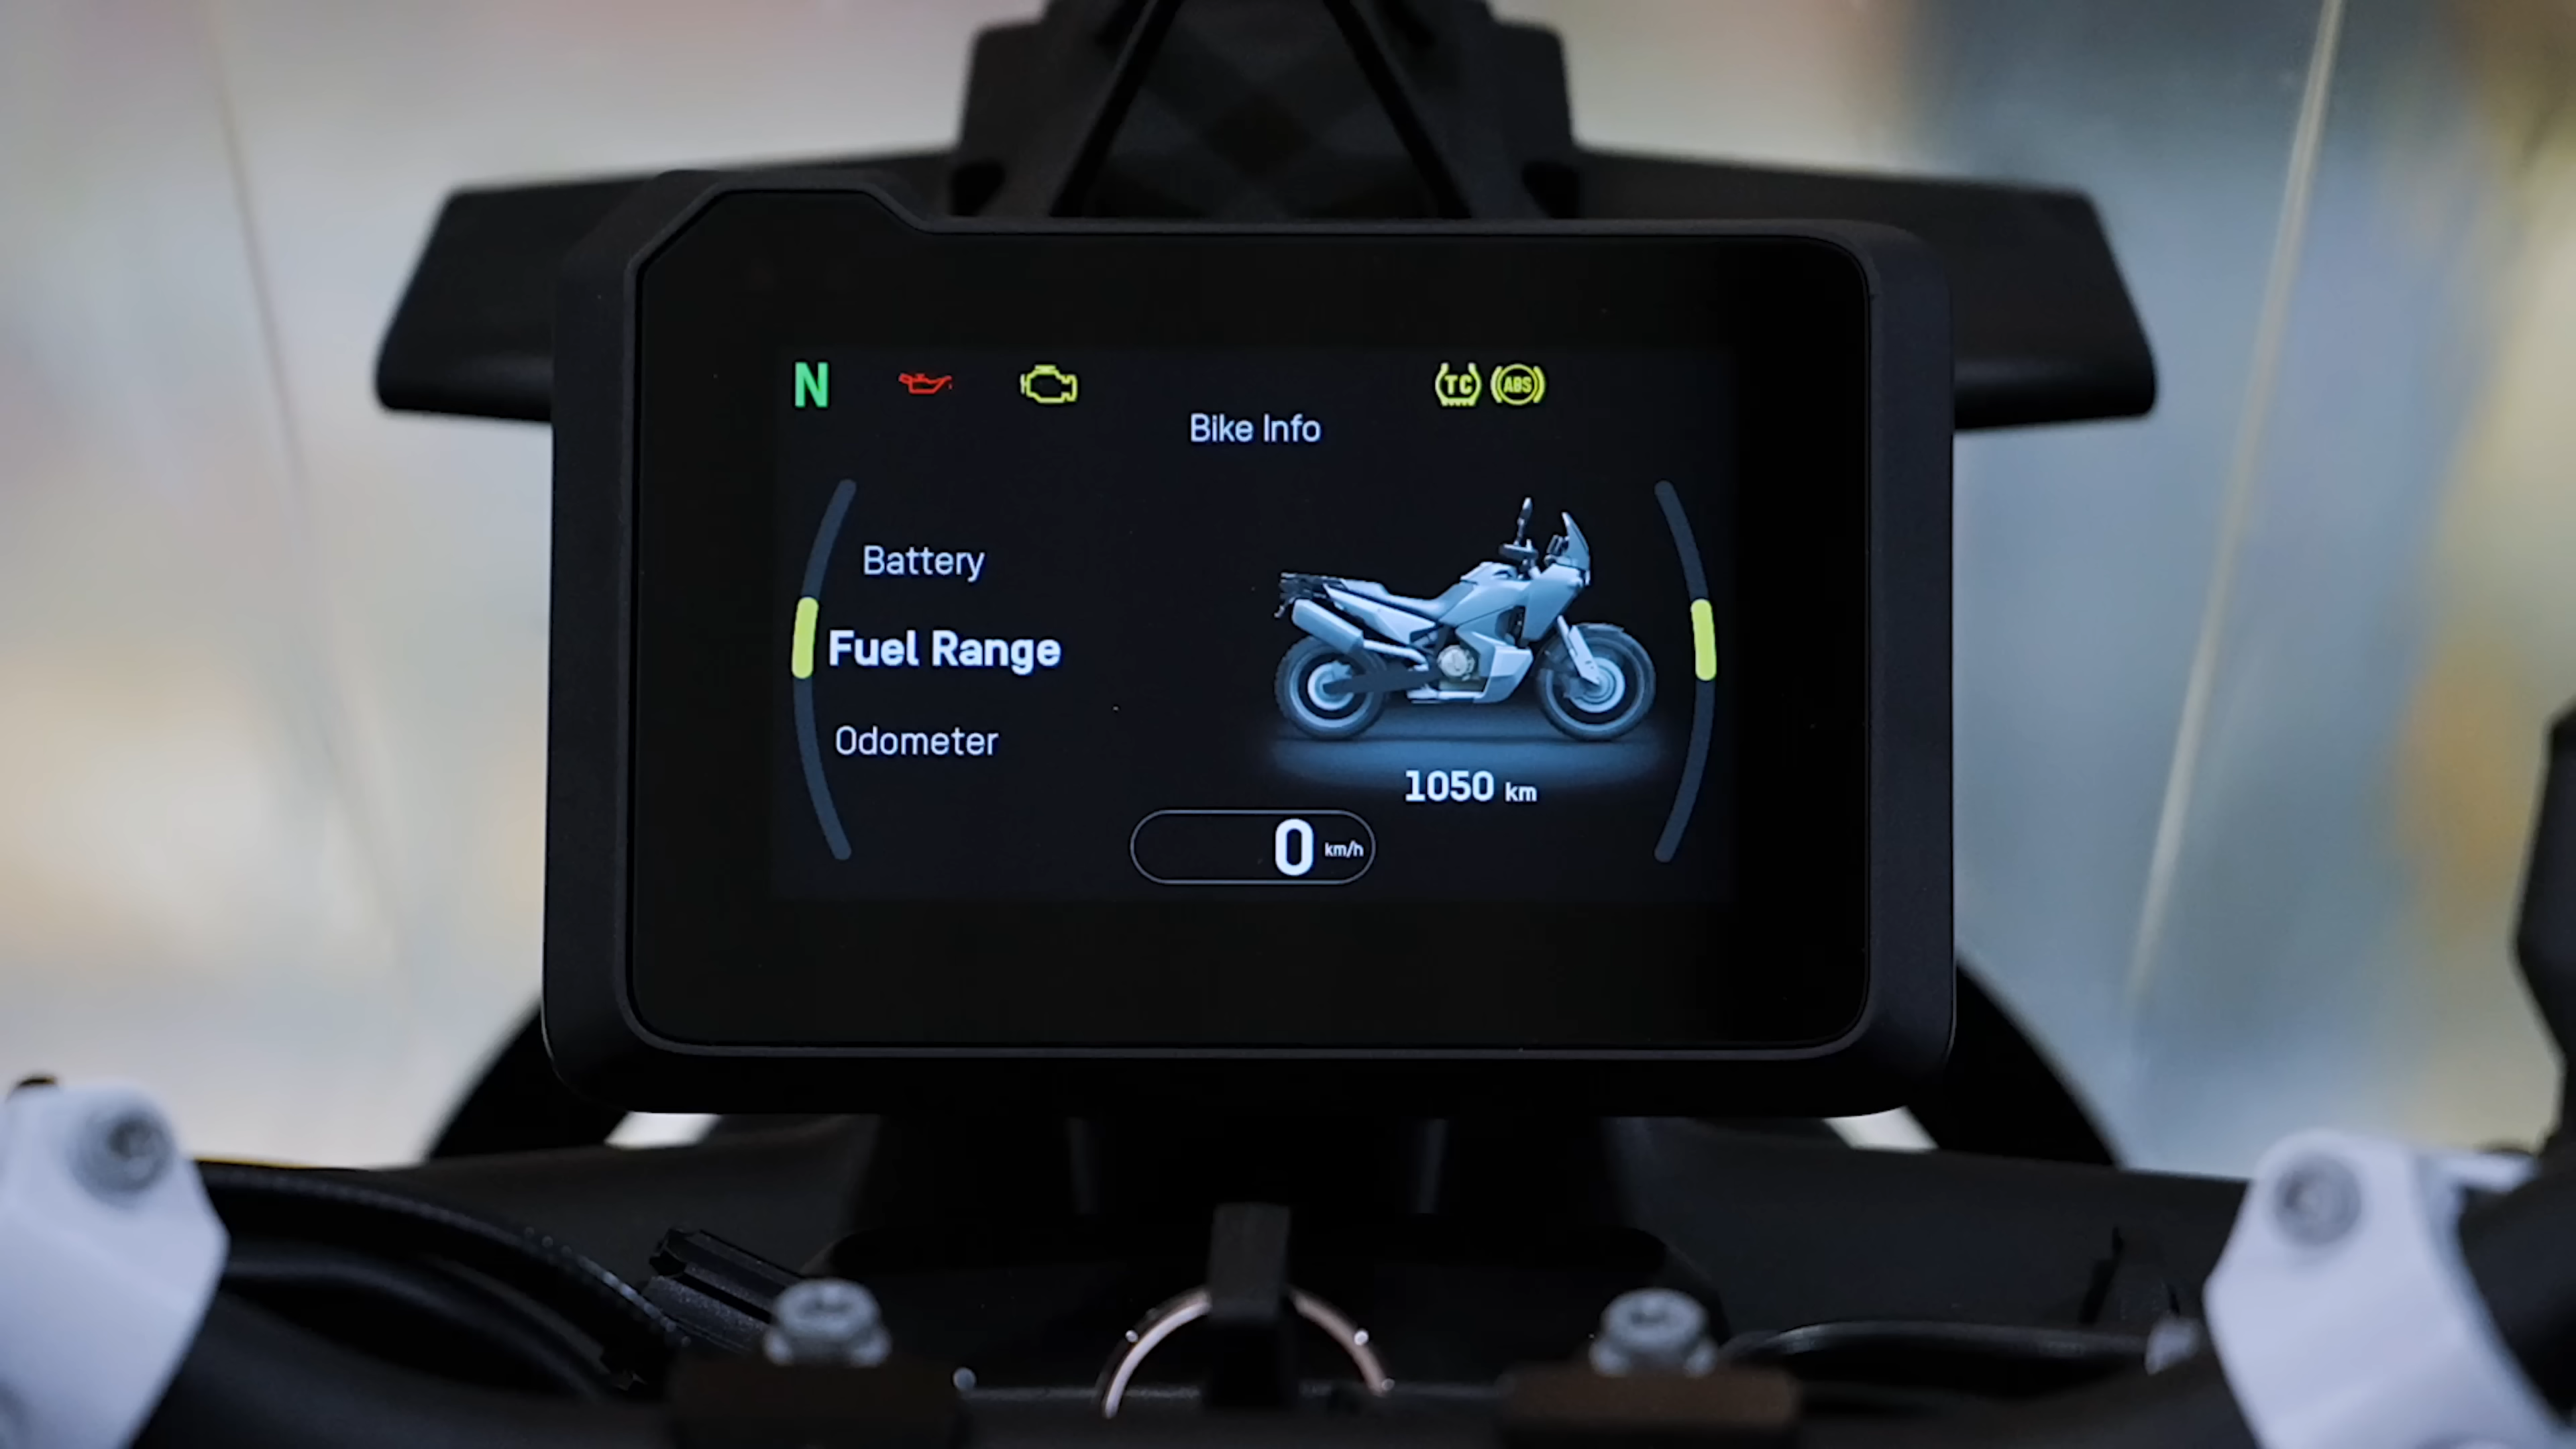 N
TC ABS
Bike Info
Battery
Fuel Range
Odometer
1050 km
0 km/h